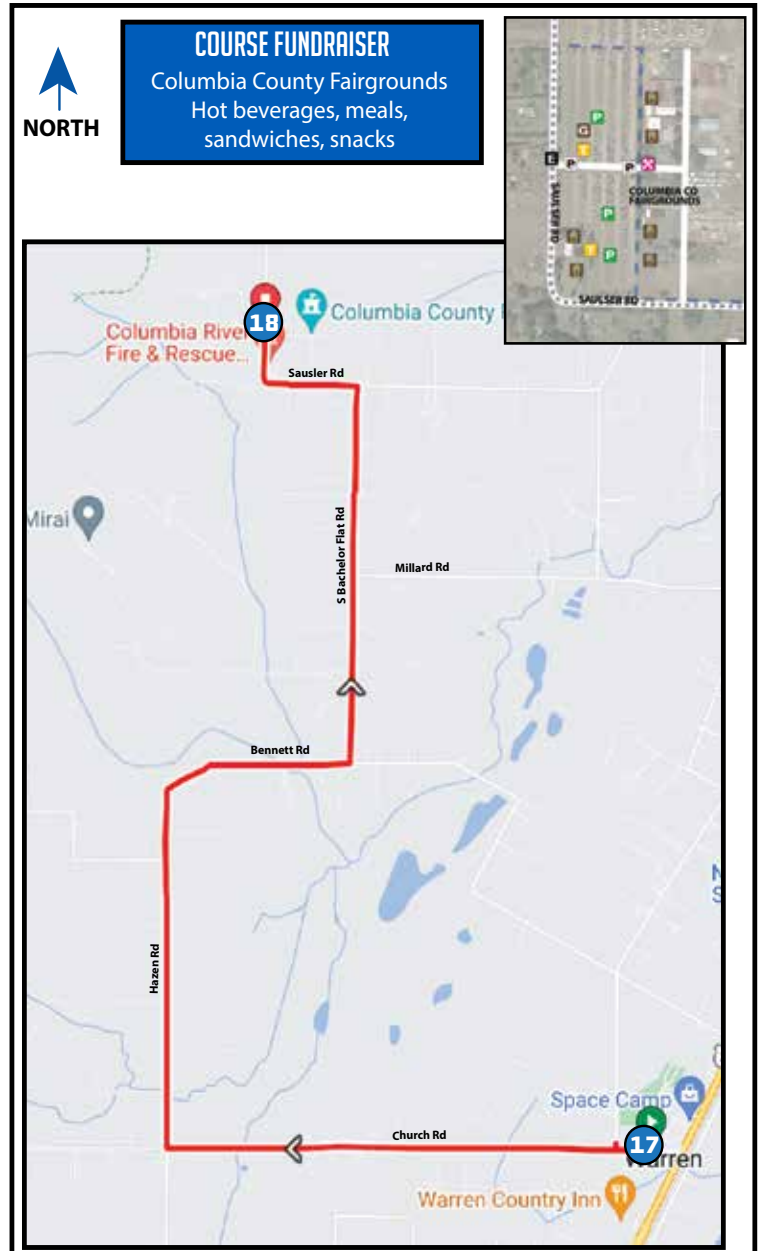 NORTH
COURSE FUNDRAISER
Columbia County Fairgrounds
Hot beverages, meals,
sandwiches, snacks
P
G
T
E
P
P
COLUMBIA CO
FAIRGROUNDS
SAULSER RD
P
T
P
SAULSER RD
18
Columbia County
Columbia River
Fire & Rescue...
Sausler Rd
Mirai
S Bachelor Flat Rd
Millard Rd
Bennett Rd
Hazen Rd
Space Camp
Church Rd
17
Warren
Warren Country Inn